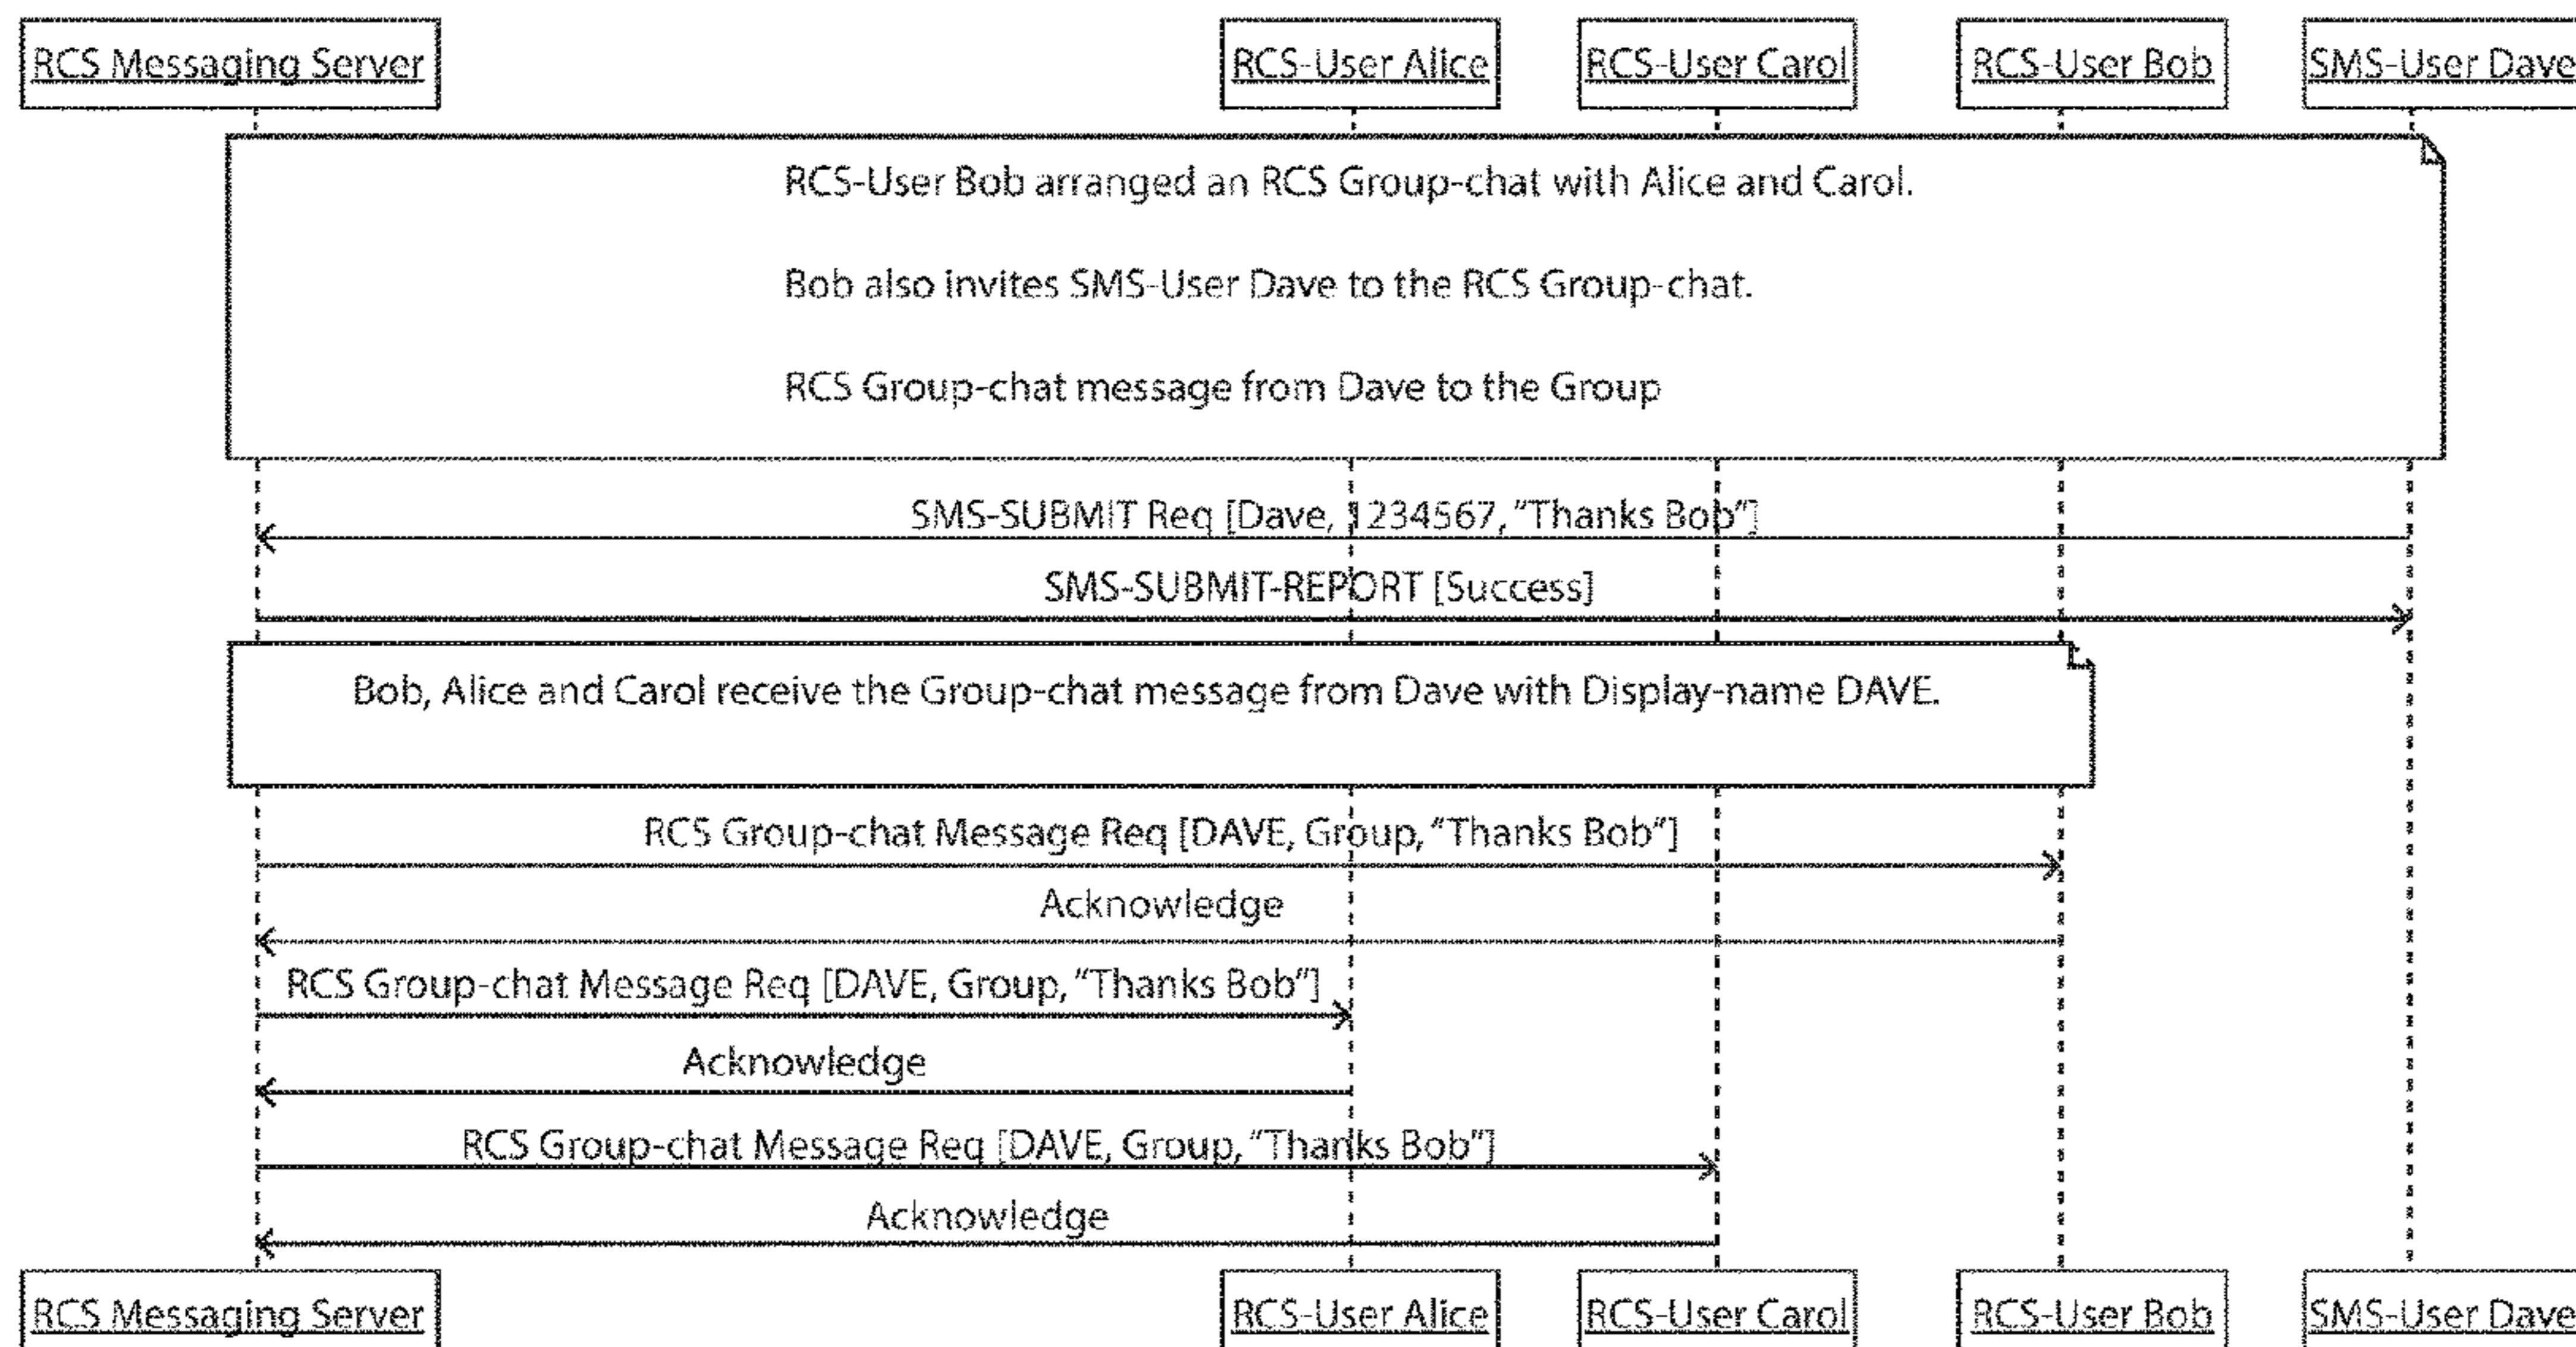 RCS Messaging Server
RCS-User Alice
RCS-User Carol
RCS-User Bob
SMS-User Dave
RCS-User Bob arranged an RCS Group-chat with Alice and Carol.
Bob also invites SMS-User Dave to the RCS Group-chat.
RCS Group-chat message from Dave to the Group
SMS-SUBMIT Req [Dave, 1234567, “Thanks Bob”]
SMS-SUBMIT-REPORT [Success]
Bob, Alice and Carol receive the Group-chat message from Dave with Display-name DAVE.
RCS Group-chat Message Req [DAVE, Group, “Thanks Bob”]
Acknowledge
RCS Group-chat Message Req [DAVE, Group, “Thanks Bob”]
Acknowledge
RCS Group-chat Message Req [DAVE, Group, “Thanks Bob”]
Acknowledge
RCS Messaging Server
RCS-User Alice
RCS-User Carol
RCS-User Bob
SMS-User Dave